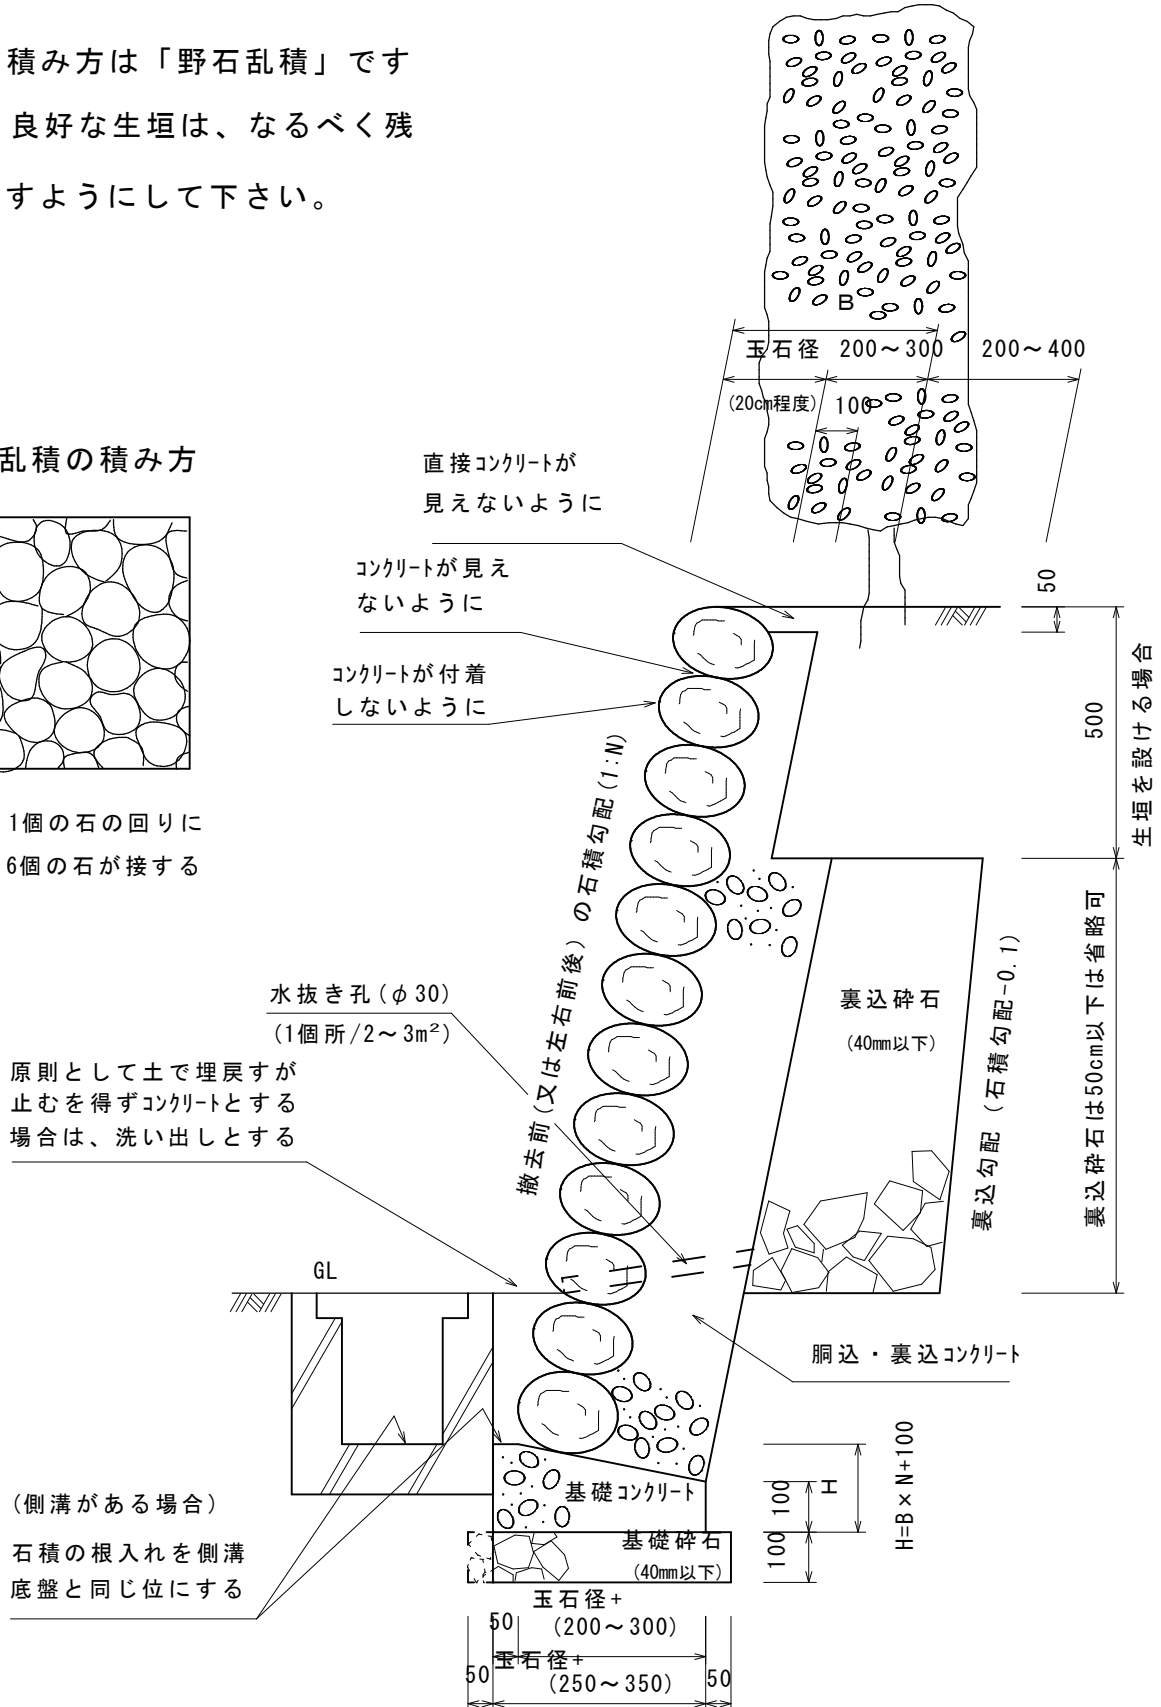 積み方は「野石乱積」です
良好な生垣は、なるべく残
すようにして下さい。
B
玉石径 200～300 200～400
(20cm程度) 100
乱積の積み方
直接コンクリートが
見えないように
コンクリートが見え
ないように
コンクリートが付着
しないように
50
500
生垣を設ける場合
1個の石の回りに
6個の石が接する
撤去前(又は左右前後)の石積勾配(1:N)
水抜き孔(φ30)
(1個所/2～3m²)
裏込砕石
(40mm以下)
裏込勾配(石積勾配-0.1)
裏込砕石は50cm以下は省略可
原則として土で埋戻すが
止むを得ずコンクリートとする
場合は、洗い出しとする
GL
胴込・裏込コンクリート
(側溝がある場合)
石積の根入れを側溝
底盤と同じ位にする
基礎コンクリート
100
H
H=B×N+100
基礎砕石
(40mm以下)
100
玉石径+
50 (200～300)
玉石径+
50 (250～350) 50